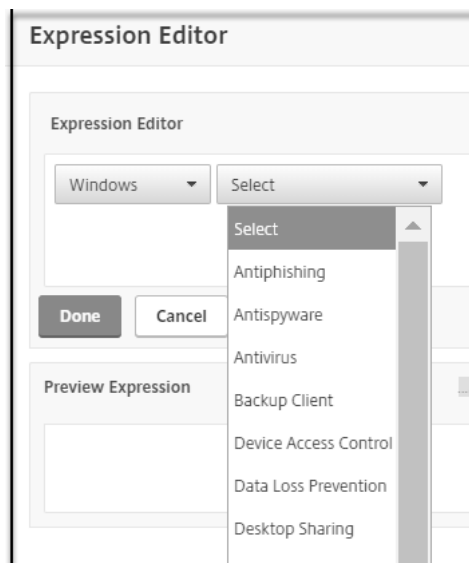 Expression Editor
Expression Editor
Windows Select
Select
Antiphishing
Antispyware
Done Cancel
Antivirus
Preview Expression
Backup Client
Device Access Control
Data Loss Prevention
Desktop Sharing